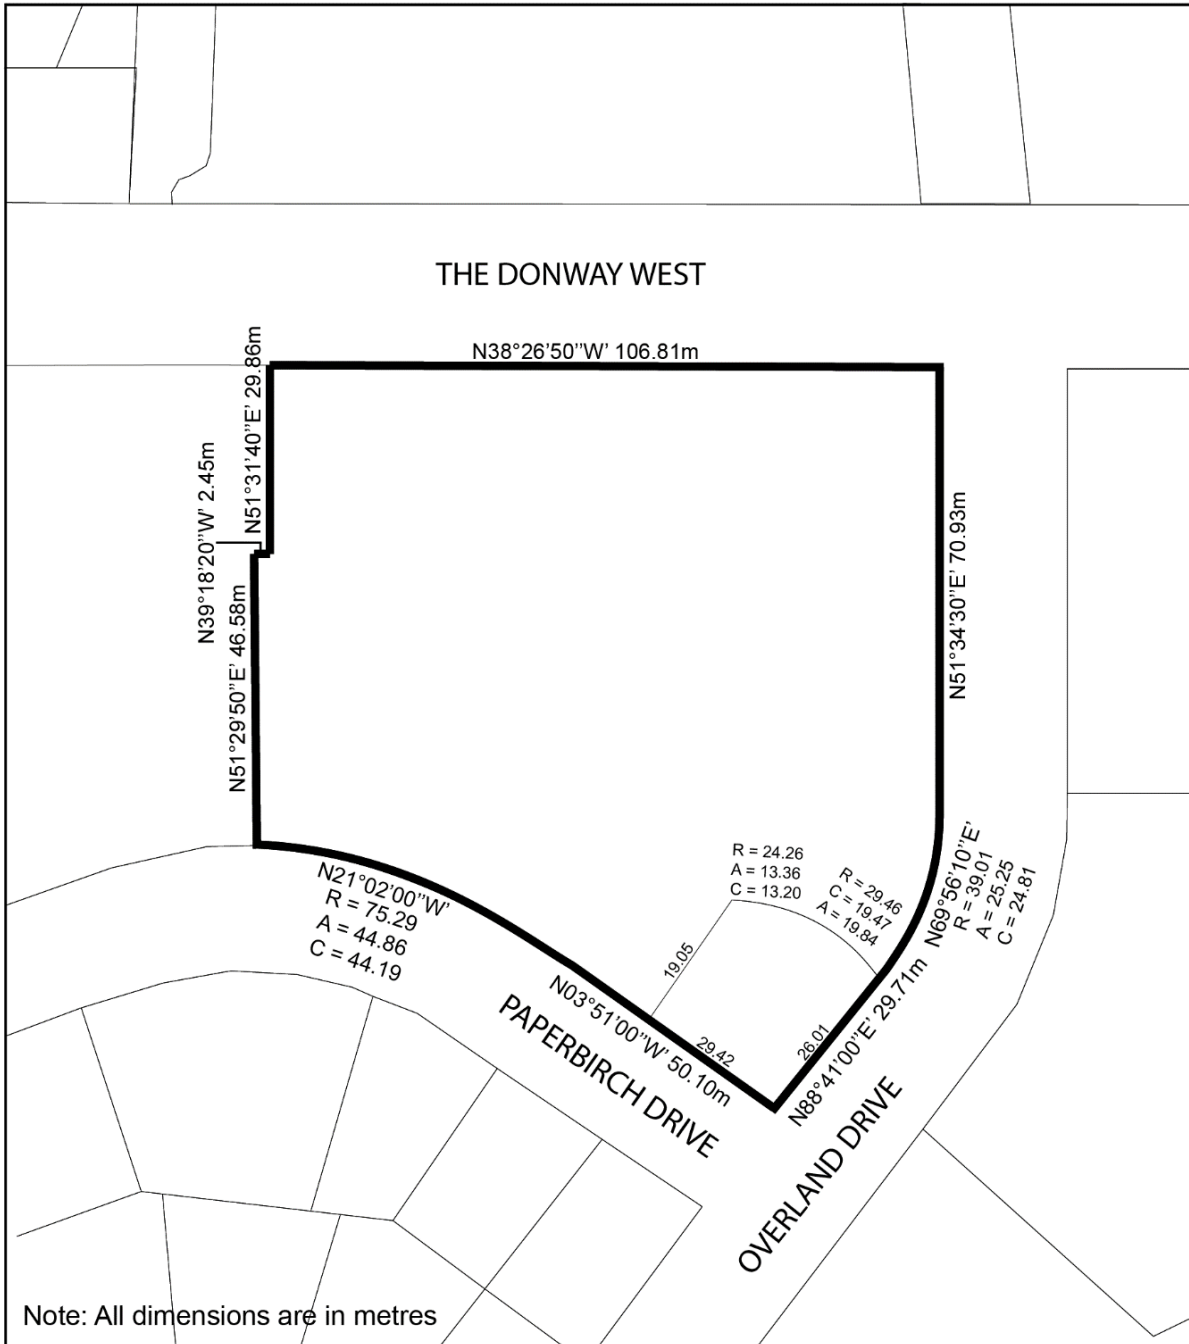 THE DONWAY WEST
N38°26'50"W' 106.81m
N51°31'40"E' 29.86m
N39°18'20"W' 2.45m
N51°29'50"E' 46.58m
N51°34'30"E' 70.93m
R = 24.26
A = 13.36
C = 13.20
R = 29.46
C = 19.47
A = 19.84
N69°56'10"E'
R = 39.01
A = 25.25
C = 24.81
N21°02'00"W'
R = 75.29
A = 44.86
C = 44.19
19.05
N03°51'00"W' 50.10m
29.42
26.01
N88°41'00"E' 29.71m
PAPERBIRCH DRIVE
OVERLAND DRIVE
Note: All dimensions are in metres